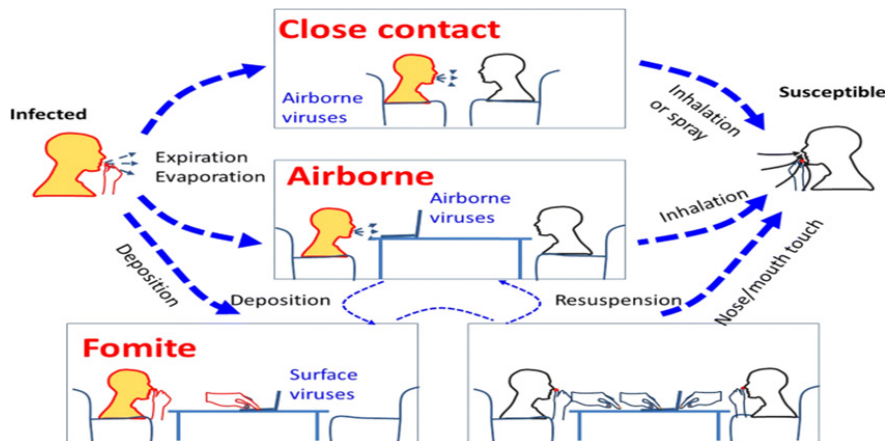 Close contact
Airborne
viruses
Infected
Expiration
Evaporation
Inhalation
or spray
Susceptible
Airborne
Airborne
viruses
Inhalation
Deposition
Deposition
Resuspension
Nose/mouth touch
Fomite
Surface
viruses